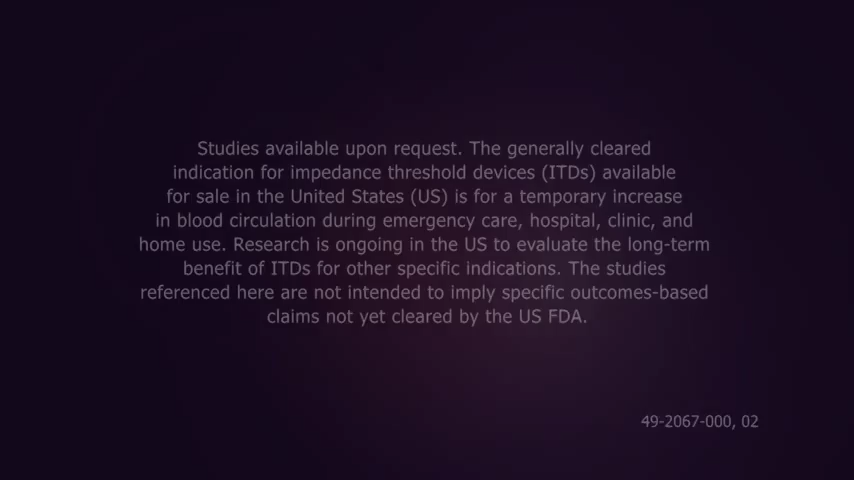 Studies available upon request. The generally cleared
indication for impedance threshold devices (ITDs) available
for sale in the United States (US) is for a temporary increase
in blood circulation during emergency care, hospital, clinic, and
home use. Research is ongoing in the US to evaluate the long-term
benefit of ITDs for other specific indications. The studies
referenced here are not intended to imply specific outcomes-based
claims not yet cleared by the US FDA.
49-2067-000, 02